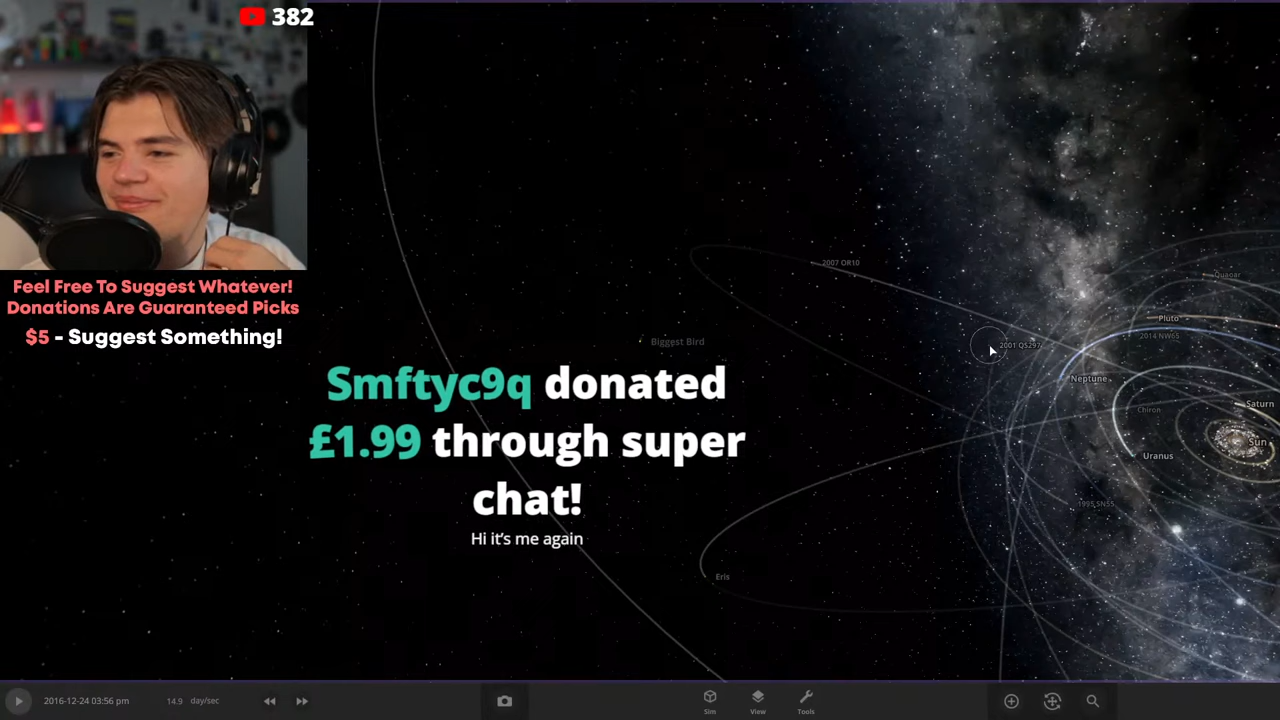 382
Feel Free To Suggest Whatever!
Donations Are Guaranteed Picks
$5 - Suggest Something!
2007 OR10
Quaoar
Pluto
2014 NW65
Biggest Bird
2001 QS297
Neptune
Chiron
Saturn
Sun
Uranus
1995 SN55
Eris
Smftyc9q donated
£1.99 through super
chat!
Hi it's me again
2016-12-24 03:56 pm
14.9 day/sec
Sim
View
Tools